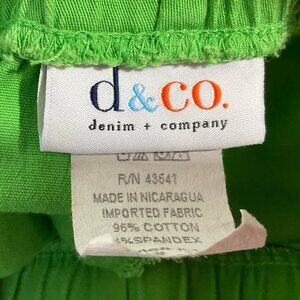 d&co.
denim + company
R/N 43641
MADE IN NICARAGUA
IMPORTED FABRIC
96% COTTON
4% SPANDEX